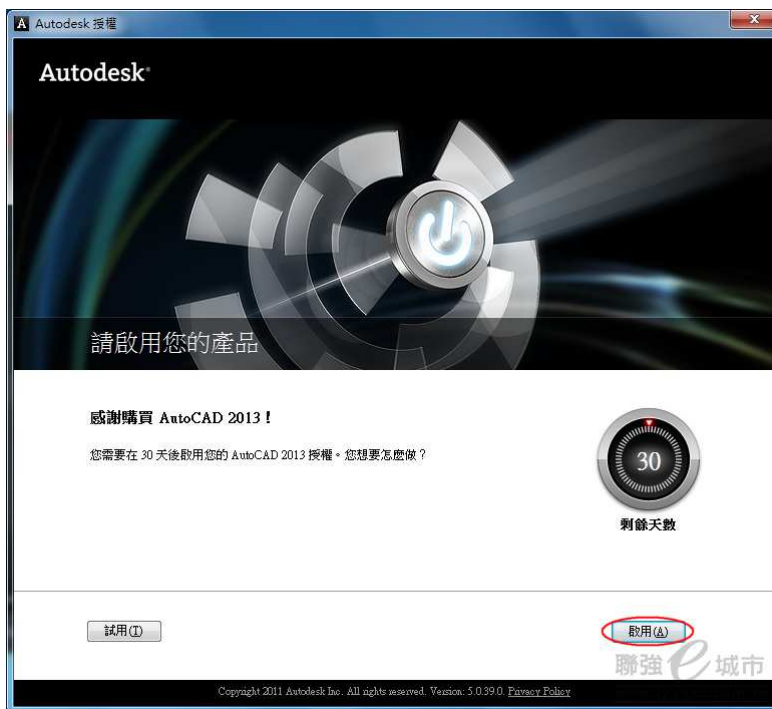 Autodesk 授權
Autodesk®
請啟用您的產品
感謝購買 AutoCAD 2013！
您需要在 30 天後啟用您的 AutoCAD 2013 授權。您想要怎麼做？
30
剩餘天數
試用(T)
啟用(A)
聯強e城市
Copyright 2011 Autodesk Inc. All rights reserved. Version: 5.0.39.0. Privacy Policy